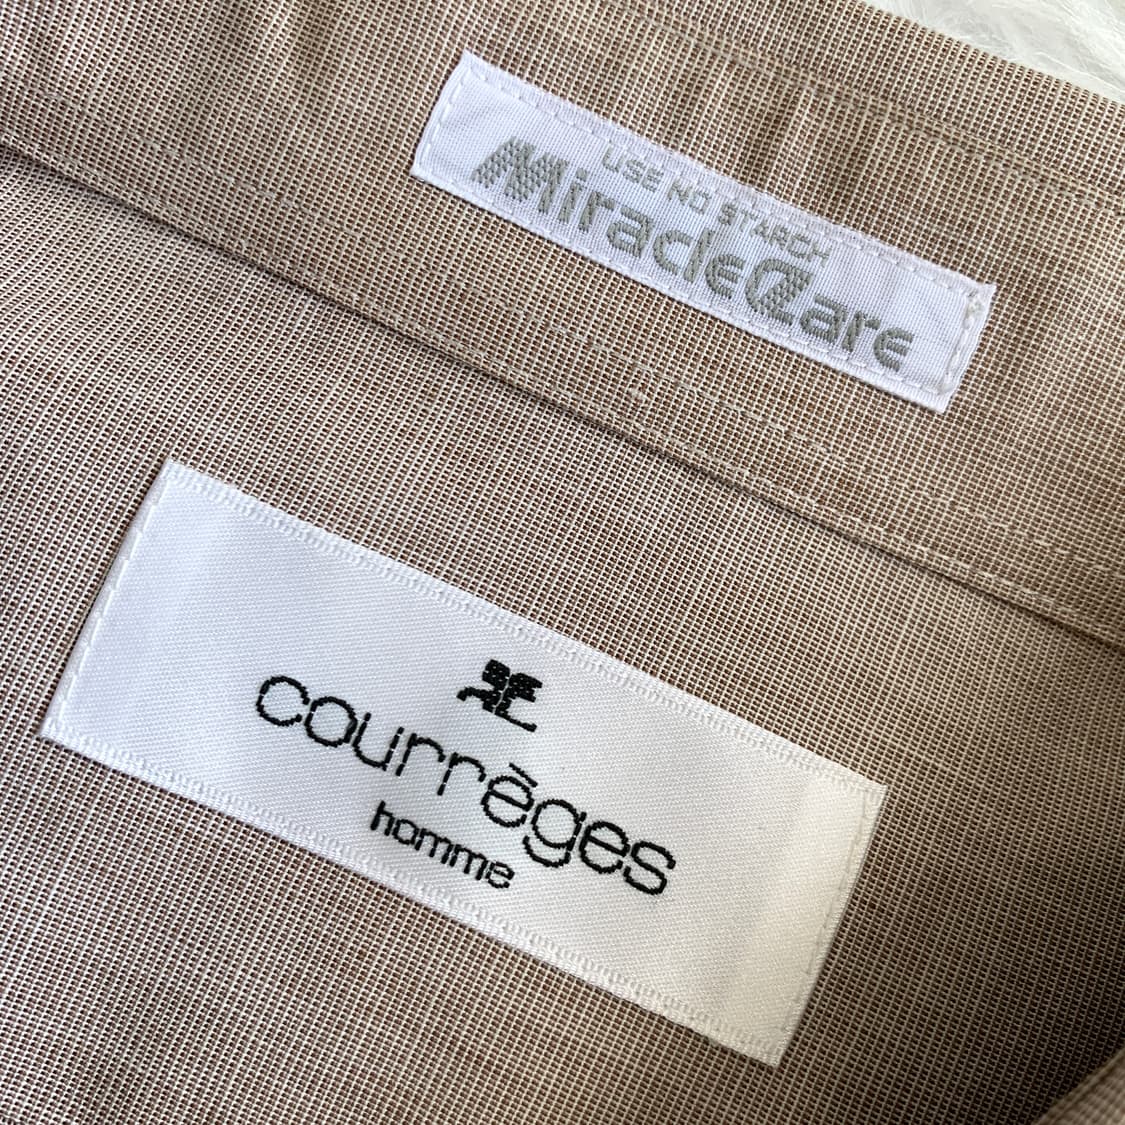 USE NO STARCH
MiracleCare
courrèges
homme